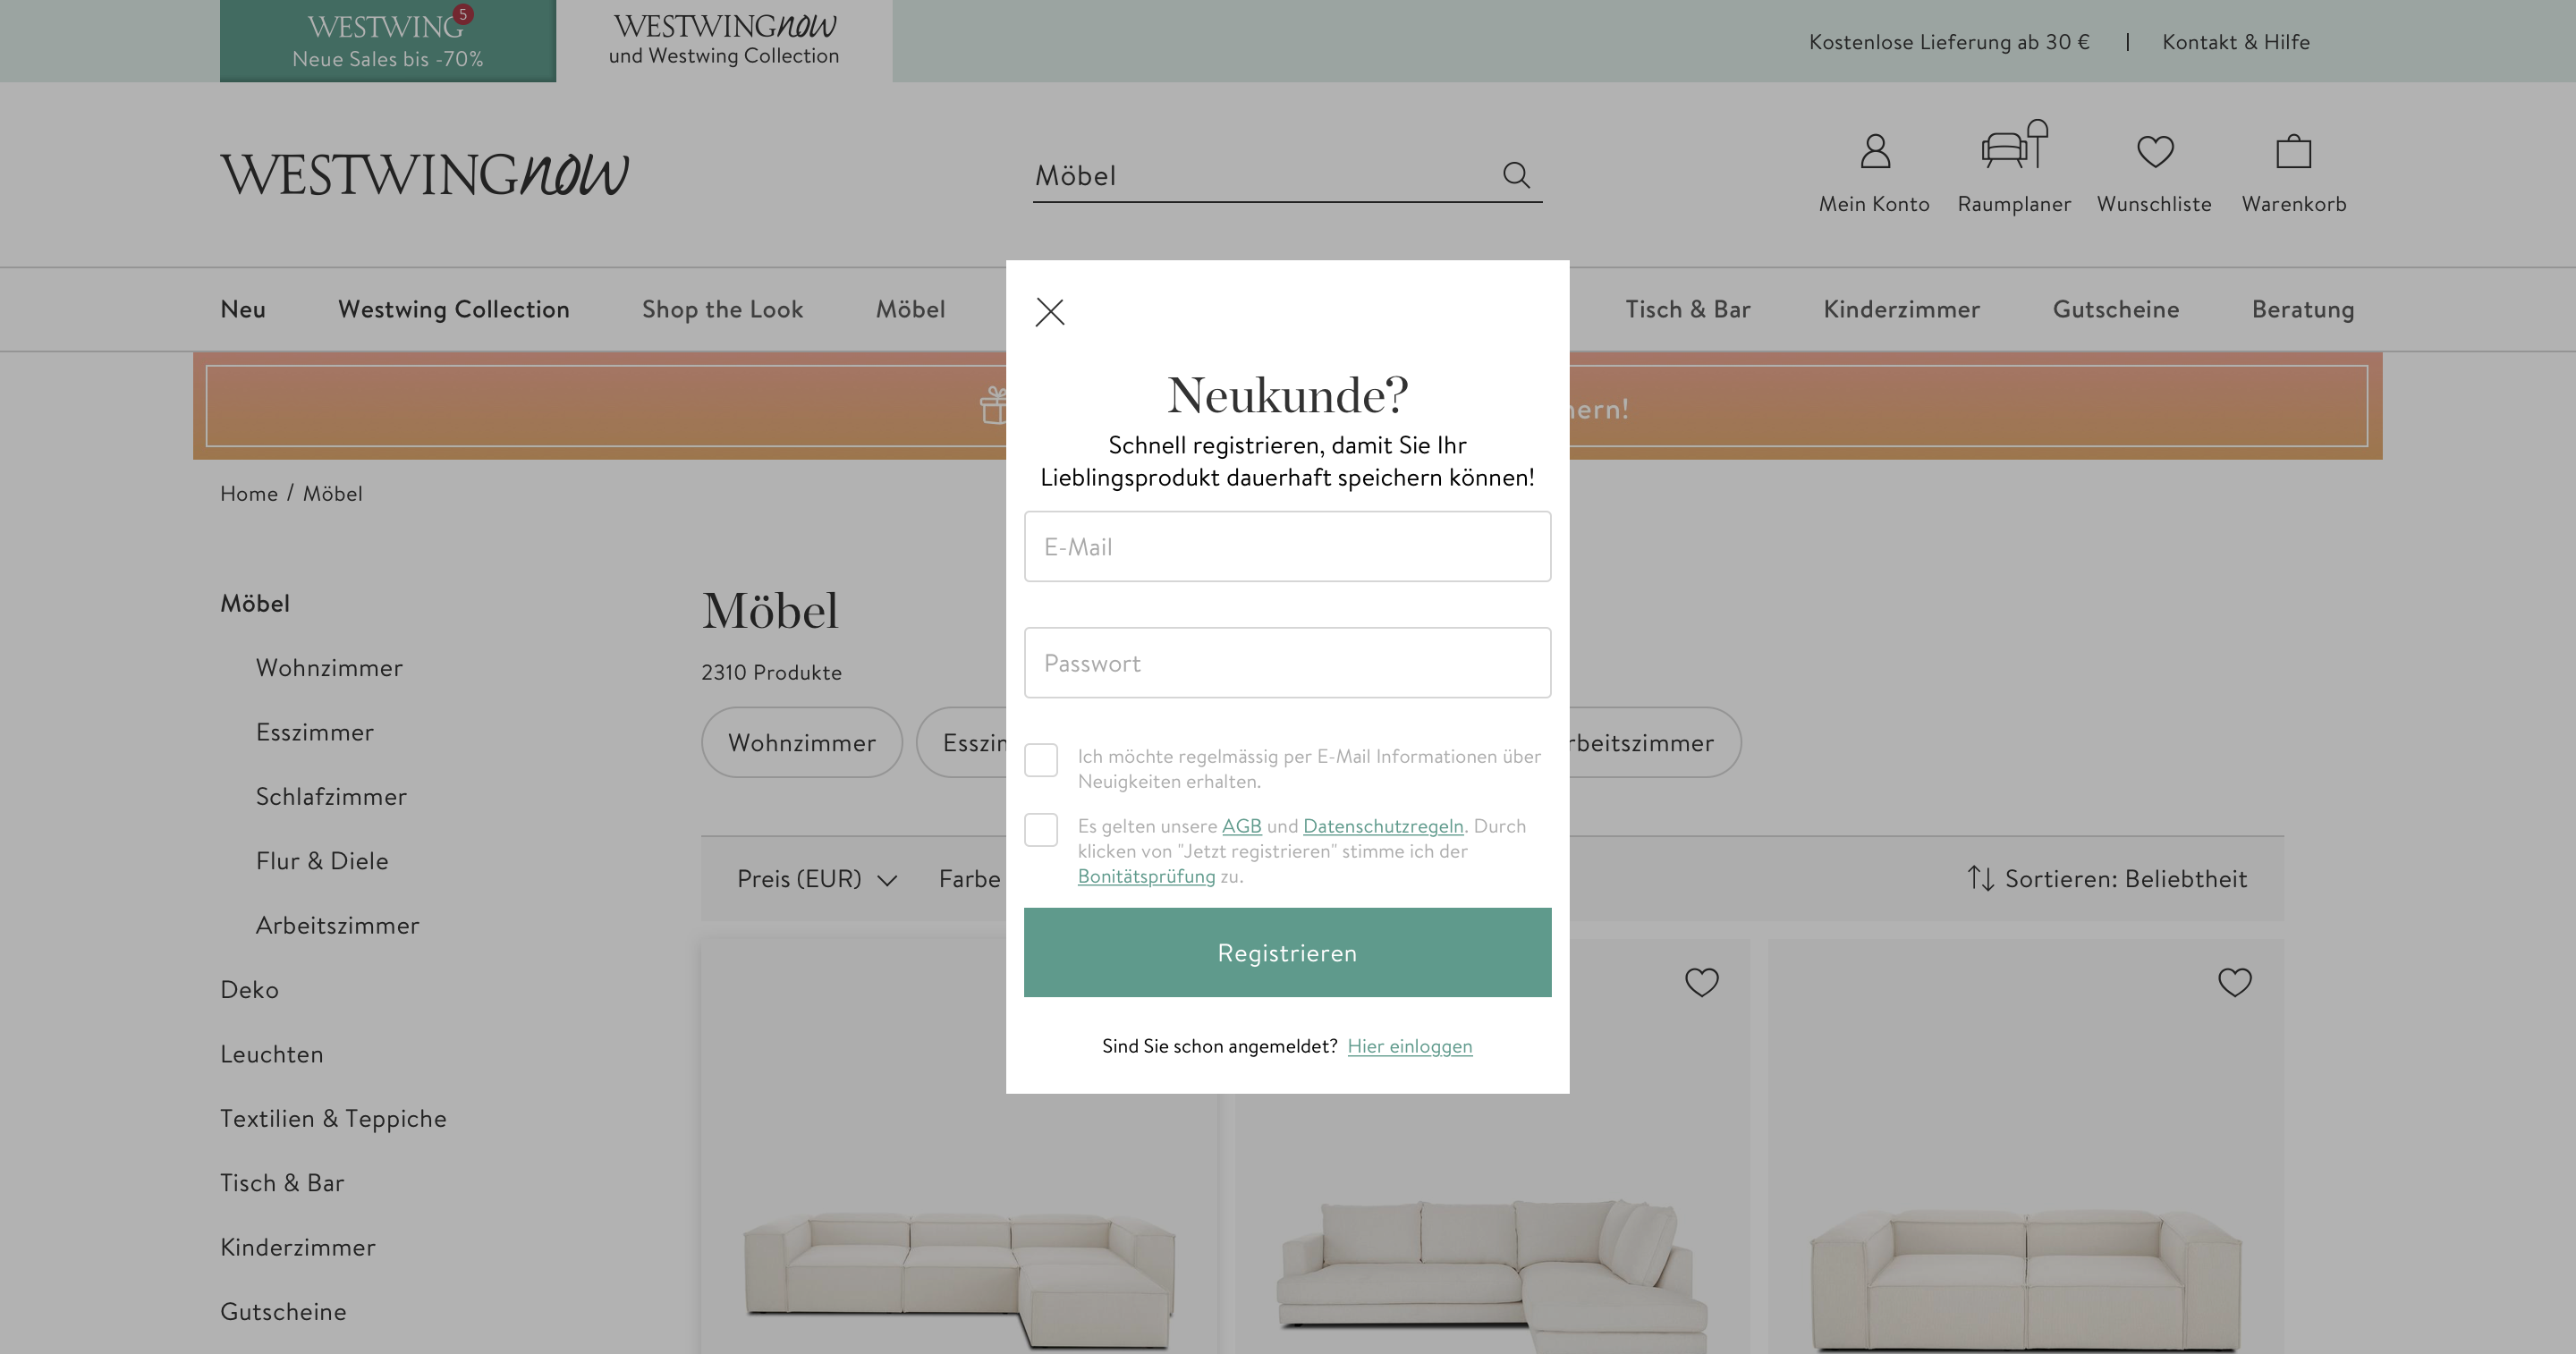 WESTWING 5
Neue Sales bis -70%
WESTWINGnow
und Westwing Collection
Kostenlose Lieferung ab 30 € | Kontakt & Hilfe
WESTWINGnow
Möbel
Mein Konto
Raumplaner
Wunschliste
Warenkorb
Neu
Westwing Collection
Shop the Look
Möbel
Tisch & Bar
Kinderzimmer
Gutscheine
Beratung
Home / Möbel
Möbel
Wohnzimmer
Esszimmer
Schlafzimmer
Flur & Diele
Arbeitszimmer
Deko
Leuchten
Textilien & Teppiche
Tisch & Bar
Kinderzimmer
Gutscheine
Möbel
2310 Produkte
Wohnzimmer
Preis (EUR)
Farbe
Sortieren: Beliebtheit
Neukunde?
Schnell registrieren, damit Sie Ihr
Lieblingsprodukt dauerhaft speichern können!
E-Mail
Passwort
Ich möchte regelmässig per E-Mail Informationen über
Neuigkeiten erhalten.
Es gelten unsere AGB und Datenschutzregeln. Durch
klicken von "Jetzt registrieren" stimme ich der
Bonitätsprüfung zu.
Registrieren
Sind Sie schon angemeldet? Hier einloggen